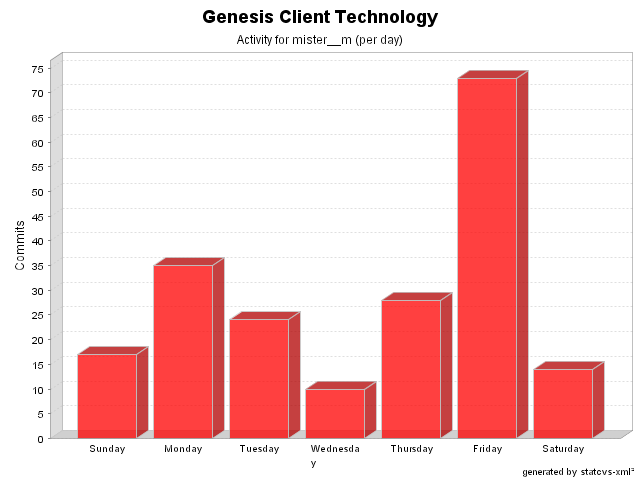 Genesis Client Technology
Activity for mister__m (per day)
75
70
65
60
55
50
45
40
35
30
25
20
15
10
5
0
Commits
Sunday Monday Tuesday Wednesda Thursday Friday Saturday
y
generated by statcvs-xml²